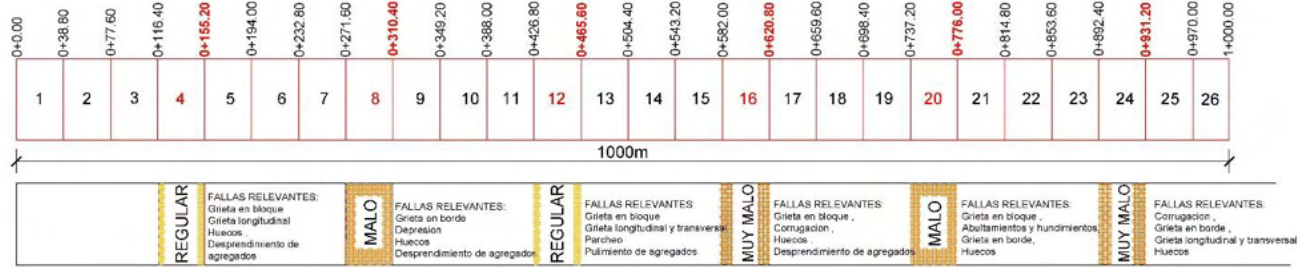 0+0.00
0+38.80
0+77.60
0+116.40
0+155.20
0+194.00
0+232.80
0+271.60
0+310.40
0+349.20
0+388.00
0+426.80
0+465.60
0+504.40
0+543.20
0+582.00
0+620.80
0+659.60
0+698.40
0+737.20
0+776.00
0+814.80
0+853.60
0+892.40
0+931.20
0+970.00
1+000.00
1 2 3 4 5 6 7 8 9 10 11 12 13 14 15 16 17 18 19 20 21 22 23 24 25 26
1000m
REGULAR
FALLAS RELEVANTES:
Grieta en bloque
Grieta longitudinal
Huecos ,
Desprendimiento de
agregados
MALO
FALLAS RELEVANTES:
Grieta en borde
Depresion
Huecos
Desprendimiento de agregados
REGULAR
FALLAS RELEVANTES:
Grieta en bloque
Grieta longitudinal y transversal
Parcheo
Pulimiento de agregados
MUY MALO
FALLAS RELEVANTES:
Grieta en bloque ,
Corrugacion ,
Huecos ,
Desprendimiento de agregados
MALO
FALLAS RELEVANTES:
Grieta en bloque ,
Abultamientos y hundimientos,
Grieta en borde,
Huecos
MUY MALO
FALLAS RELEVANTES:
Corrugacion ,
Grieta en borde ,
Grieta longitudinal y transversal
Huecos